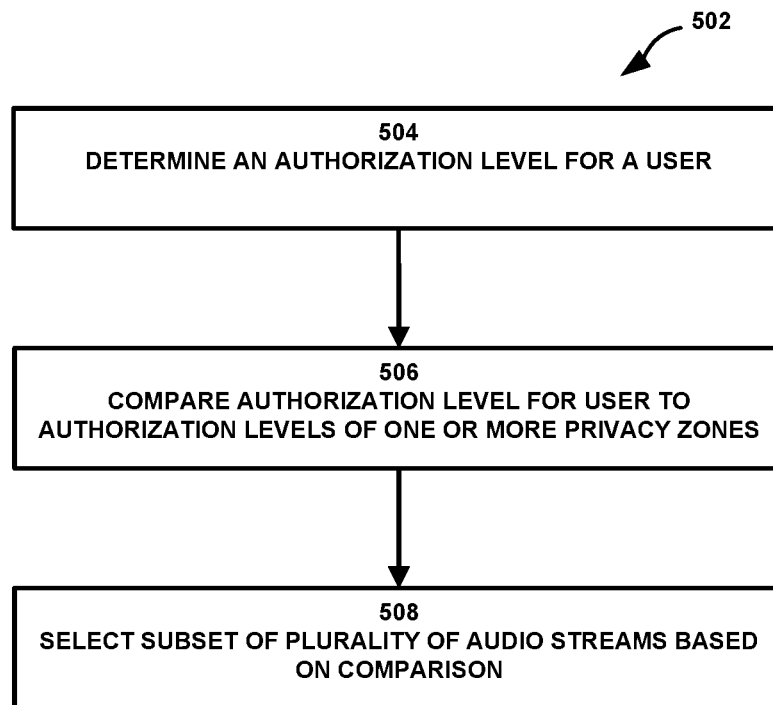 502
504
DETERMINE AN AUTHORIZATION LEVEL FOR A USER
506
COMPARE AUTHORIZATION LEVEL FOR USER TO
AUTHORIZATION LEVELS OF ONE OR MORE PRIVACY ZONES
508
SELECT SUBSET OF PLURALITY OF AUDIO STREAMS BASED
ON COMPARISON